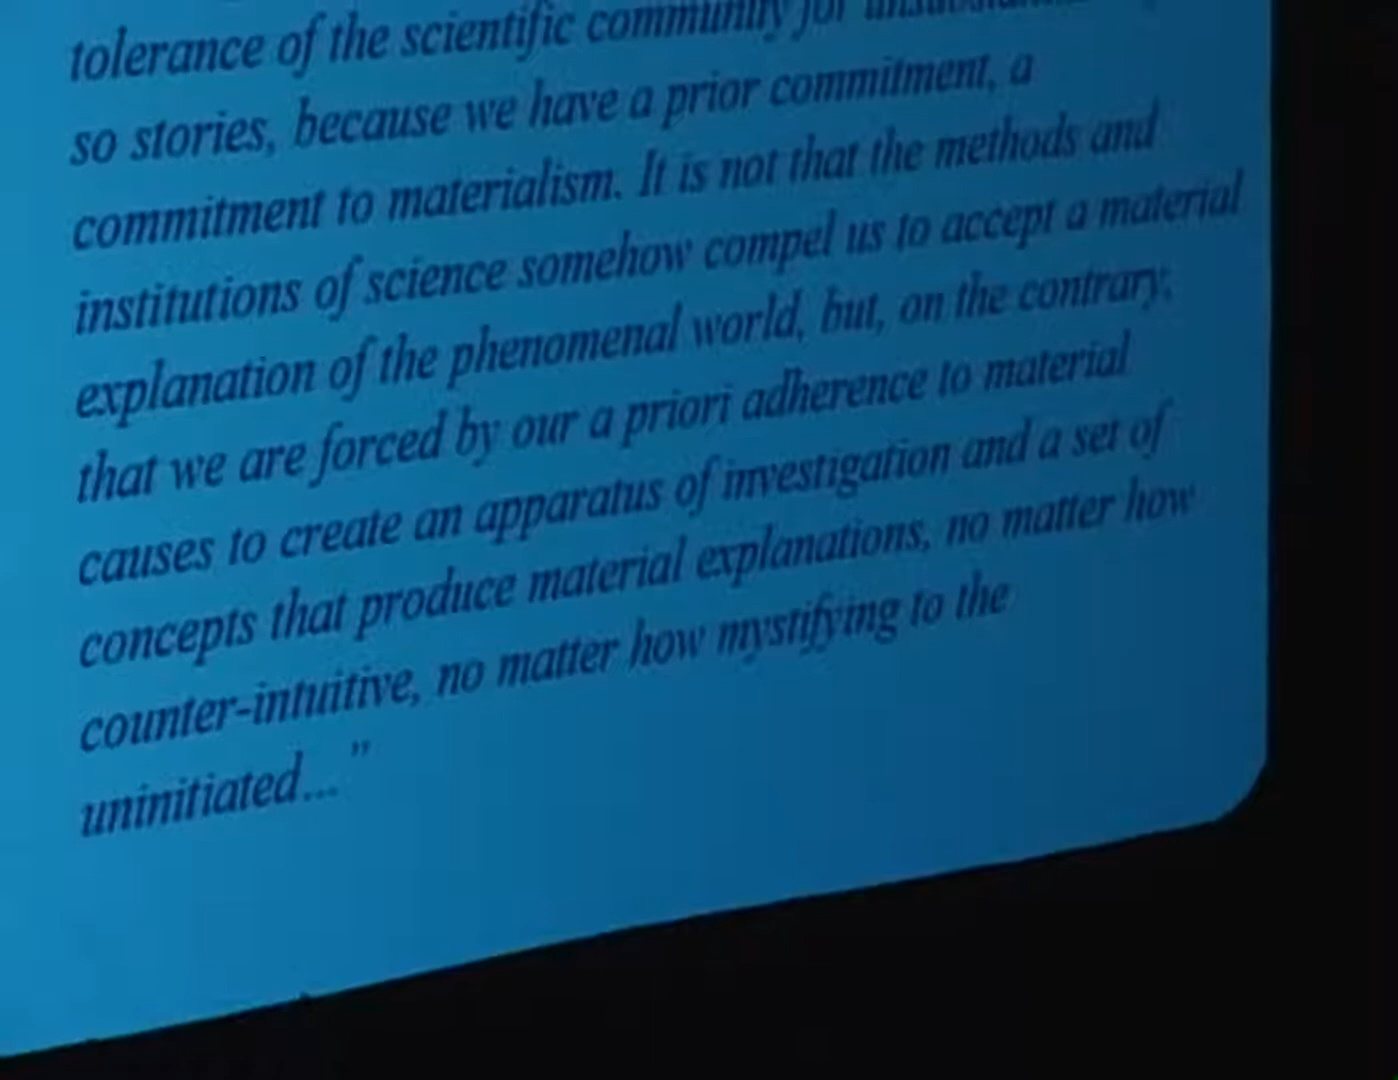 tolerance of the scientific community for
so stories, because we have a prior commitment, a
commitment to materialism. It is not that the methods and
institutions of science somehow compel us to accept a material
explanation of the phenomenal world, but, on the contrary,
that we are forced by our a priori adherence to material
causes to create an apparatus of investigation and a set of
concepts that produce material explanations, no matter how
counter-intuitive, no matter how mystifying to the
uninitiated..."